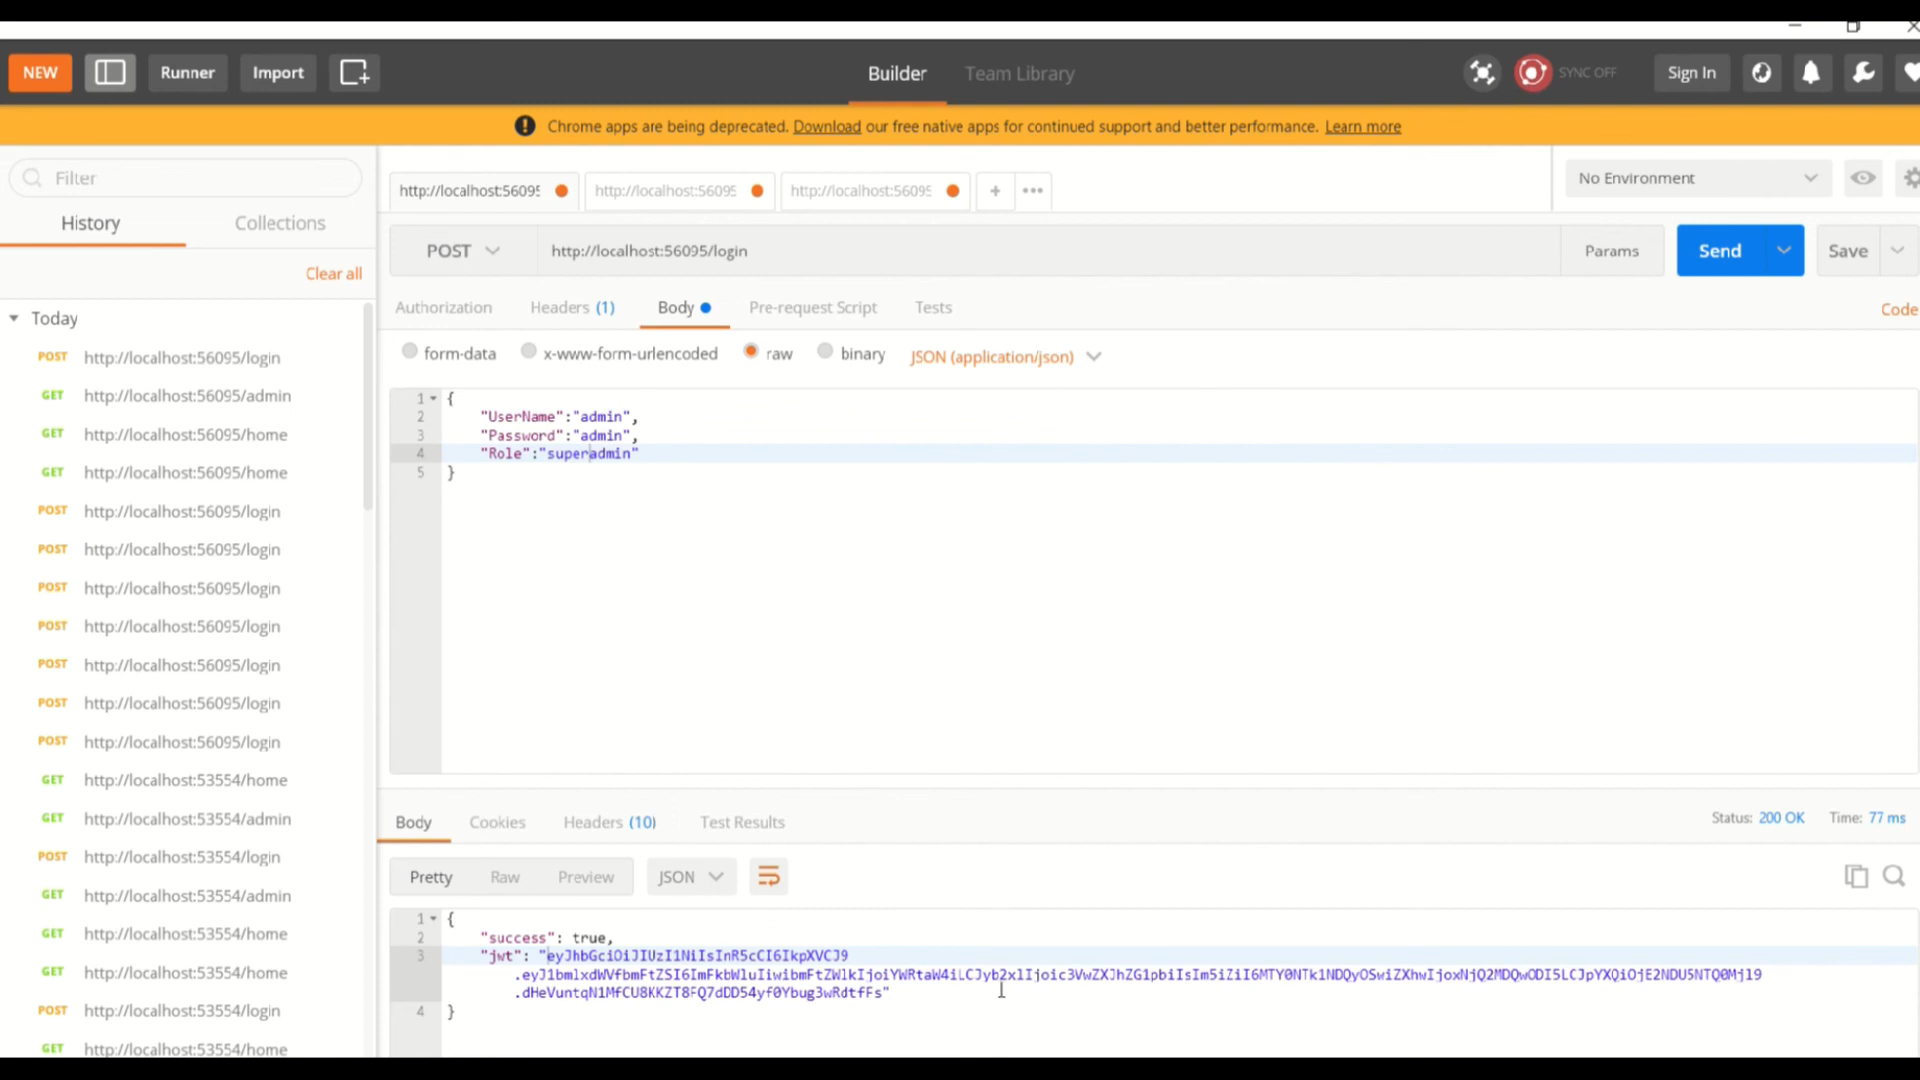 NEW
Runner
Import
Builder
Team Library
SYNC OFF
Sign In
Chrome apps are being deprecated. Download our free native apps for continued support and better performance. Learn more
Filter
History
Collections
Clear all
Today
POST http://localhost:56095/login
GET http://localhost:56095/admin
GET http://localhost:56095/home
GET http://localhost:56095/home
POST http://localhost:56095/login
POST http://localhost:56095/login
POST http://localhost:56095/login
POST http://localhost:56095/login
POST http://localhost:56095/login
POST http://localhost:56095/login
POST http://localhost:56095/login
GET http://localhost:53554/home
GET http://localhost:53554/admin
POST http://localhost:53554/login
GET http://localhost:53554/admin
GET http://localhost:53554/home
GET http://localhost:53554/home
POST http://localhost:53554/login
GET http://localhost:53554/home
http://localhost:56095
http://localhost:56095
http://localhost:56095
No Environment
POST
http://localhost:56095/login
Params
Send
Save
Authorization
Headers (1)
Body
Pre-request Script
Tests
Code
form-data
x-www-form-urlencoded
raw
binary
JSON (application/json)
1 {
2 "UserName":"admin",
3 "Password":"admin",
4 "Role":"superadmin"
5 }
Body
Cookies
Headers (10)
Test Results
Status: 200 OK
Time: 77 ms
Pretty
Raw
Preview
JSON
1 {
2 "success": true,
3 "jwt": "eyJhbGciOiJIUzI1NiIsInR5cCI6IkpXVCJ9
4 }